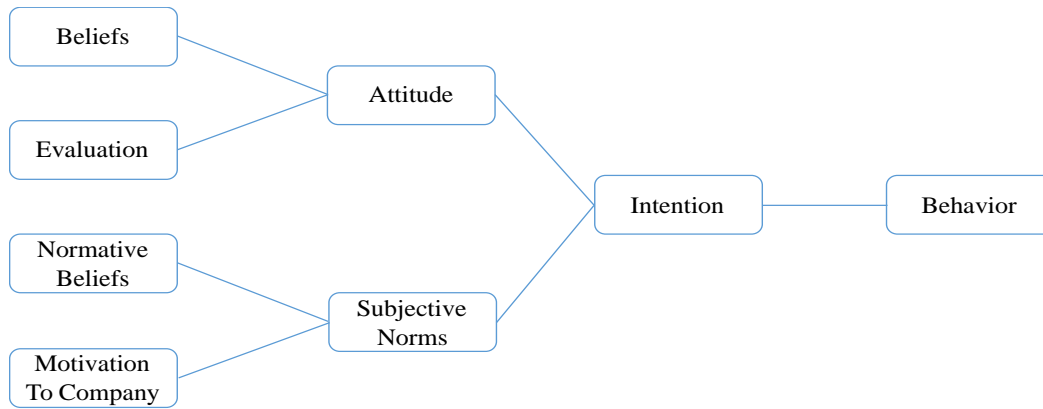 Beliefs
Evaluation
Attitude
Normative
Beliefs
Motivation
To Company
Subjective
Norms
Intention
Behavior